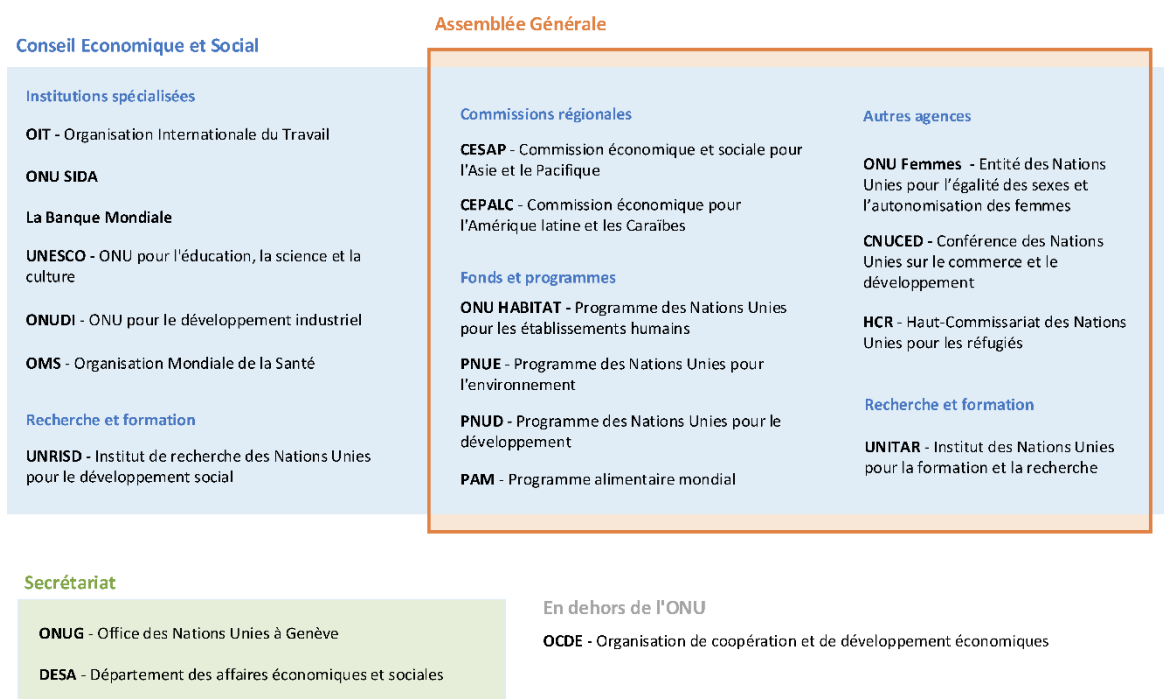 Assemblée Générale
Conseil Economique et Social
Institutions spécialisées
OIT - Organisation Internationale du Travail
ONU SIDA
La Banque Mondiale
UNESCO - ONU pour l'éducation, la science et la
culture
ONUDI - ONU pour le développement industriel
OMS - Organisation Mondiale de la Santé
Recherche et formation
UNRISD - Institut de recherche des Nations Unies
pour le développement social
Commissions régionales
CESAP - Commission économique et sociale pour
l'Asie et le Pacifique
CEPALC - Commission économique pour
l'Amérique latine et les Caraïbes
Fonds et programmes
ONU HABITAT - Programme des Nations Unies
pour les établissements humains
PNUE - Programme des Nations Unies pour
l'environnement
PNUD - Programme des Nations Unies pour le
développement
PAM - Programme alimentaire mondial
Autres agences
ONU Femmes - Entité des Nations
Unies pour l’égalité des sexes et
l’autonomisation des femmes
CNUCED - Conférence des Nations
Unies sur le commerce et le
développement
HCR - Haut-Commissariat des Nations
Unies pour les réfugiés
Recherche et formation
UNITAR - Institut des Nations Unies
pour la formation et la recherche
Secrétariat
ONUG - Office des Nations Unies à Genève
DESA - Département des affaires économiques et sociales
En dehors de l'ONU
OCDE - Organisation de coopération et de développement économiques